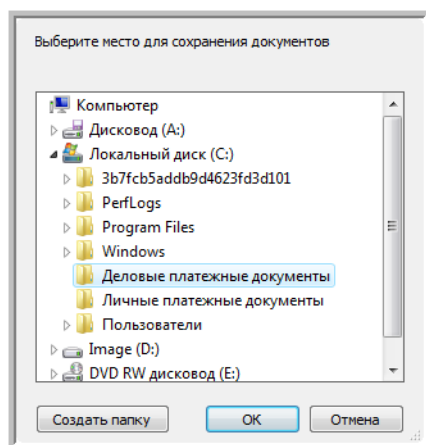 Выберите место для сохранения документов
Компьютер
Дисковод (A:)
Локальный диск (C:)
3b7fcb5addb9d4623fd3d101
PerfLogs
Program Files
Windows
Деловые платежные документы
Личные платежные документы
Пользователи
Image (D:)
DVD RW дисковод (E:)
Создать папку
ОК
Отмена